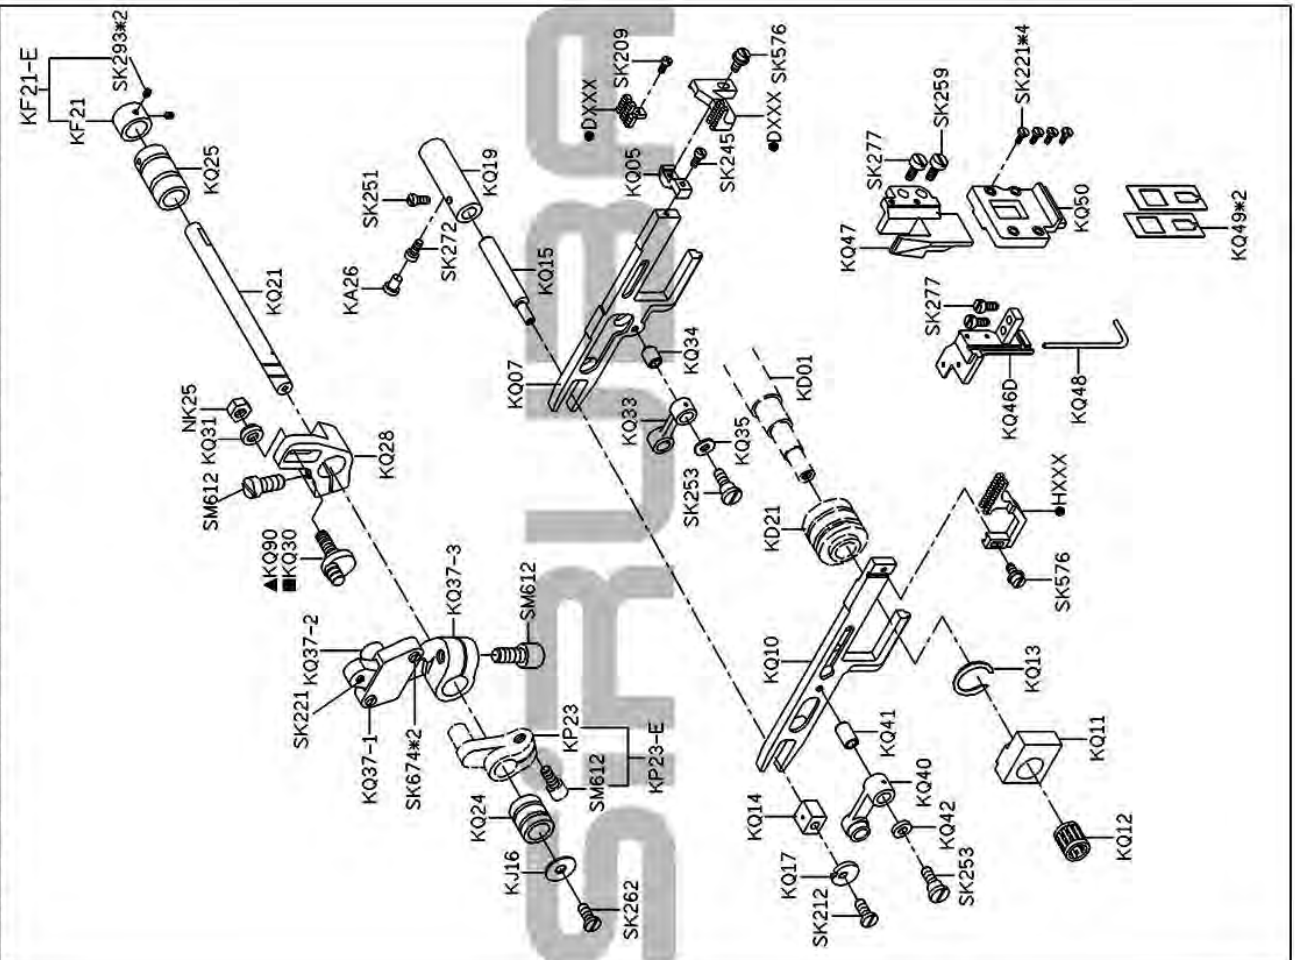 KF21-E
SK293*2
KF21
KQ25
KQ21
SK251
KQ19
SK272
KA26
KQ15
●DXXX
SK209
SK576
KQ05
SK245
●DXXX
SK277
SK259
SK221*4
KQ47
KQ50
KQ49*2
SK277
KQ46D
KQ48
KQ07
KQ34
KQ33
KQ35
SK253
KD01
KD21
NK25
KQ31
SM612
KQ28
▲KQ90
■KQ30
KQ37-3
SM612
KQ37-2
SK221
KQ37-1
SK674*2
KP23
KP23-E
SM612
KQ24
KJ16
SK262
KQ10
●HXXX
SK576
KQ13
KQ11
KQ12
KQ41
KQ40
KQ42
SK253
KQ14
KQ17
SK212
SiRUBA